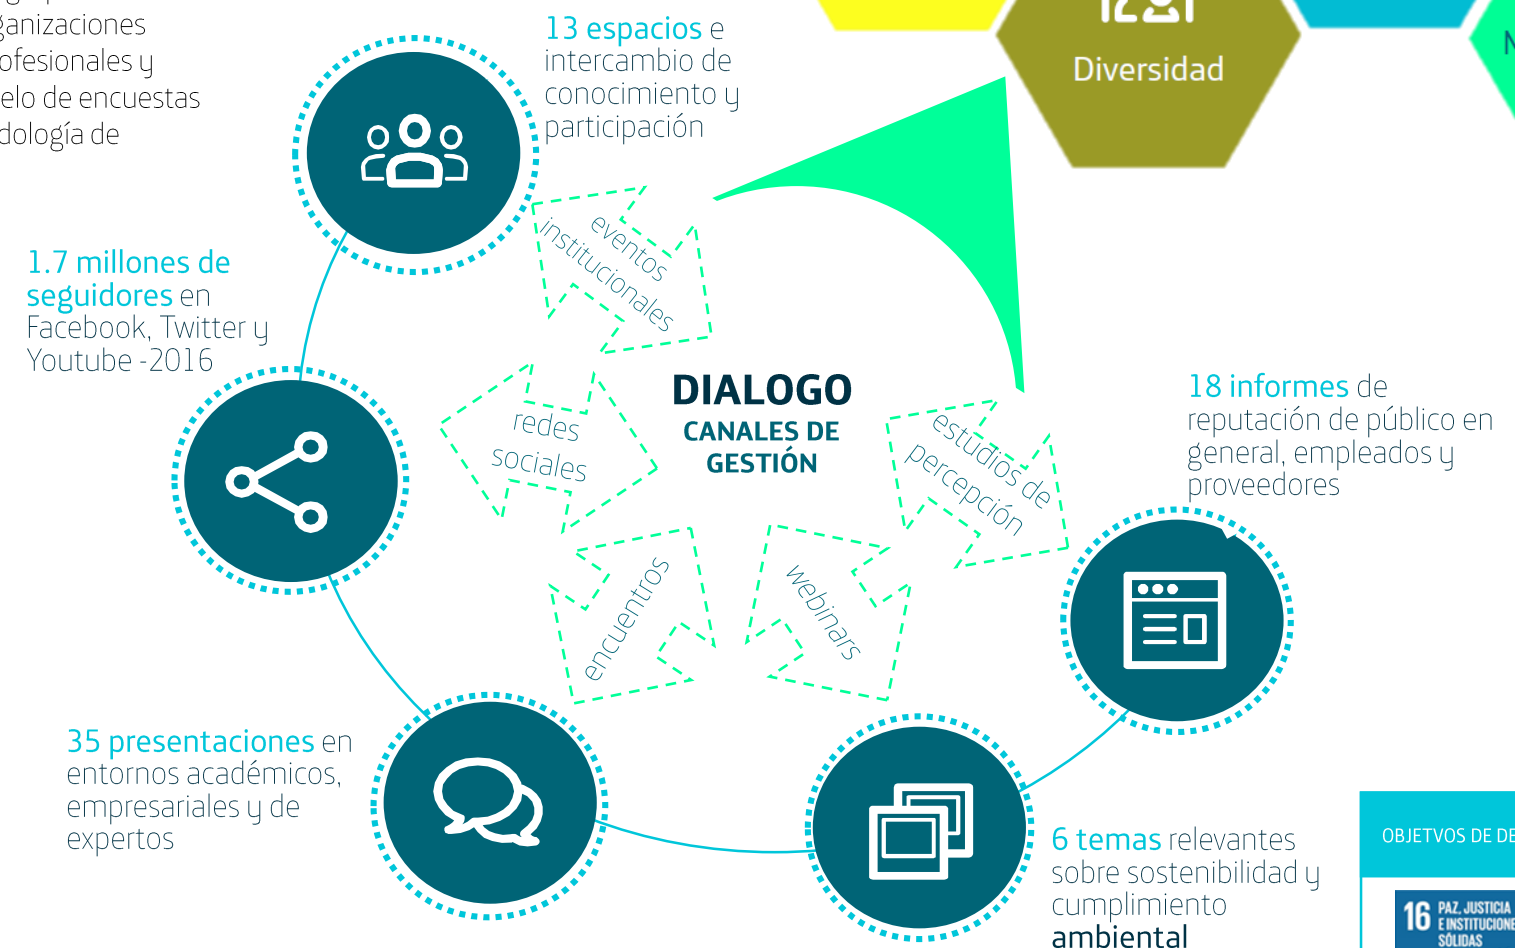 ganizaciones
ofesionales y
elo de encuestas
dología de
13 espacios e
intercambio de
conocimiento y
participación
Diversidad
1.7 millones de
seguidores en
Facebook, Twitter y
Youtube -2016
eventos
institucionales
redes
sociales
DIALOGO
CANALES DE
GESTIÓN
estudios de
percepción
18 informes de
reputación de público en
general, empleados y
proveedores
encuentros
webinars
35 presentaciones en
entornos académicos,
empresariales y de
expertos
6 temas relevantes
sobre sostenibilidad y
cumplimiento
ambiental
OBJETVOS DE DE
16 PAZ, JUSTICIA
E INSTITUCIONE
SÓLIDAS